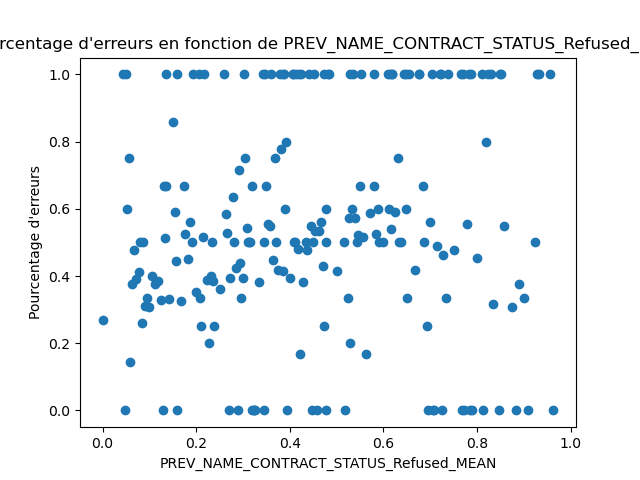 rcentage d'erreurs en fonction de PREV_NAME_CONTRACT_STATUS_Refused_
1.0
0.8
0.6
0.4
0.2
0.0
Pourcentage d'erreurs
0.0 0.2 0.4 0.6 0.8 1.0
PREV_NAME_CONTRACT_STATUS_Refused_MEAN